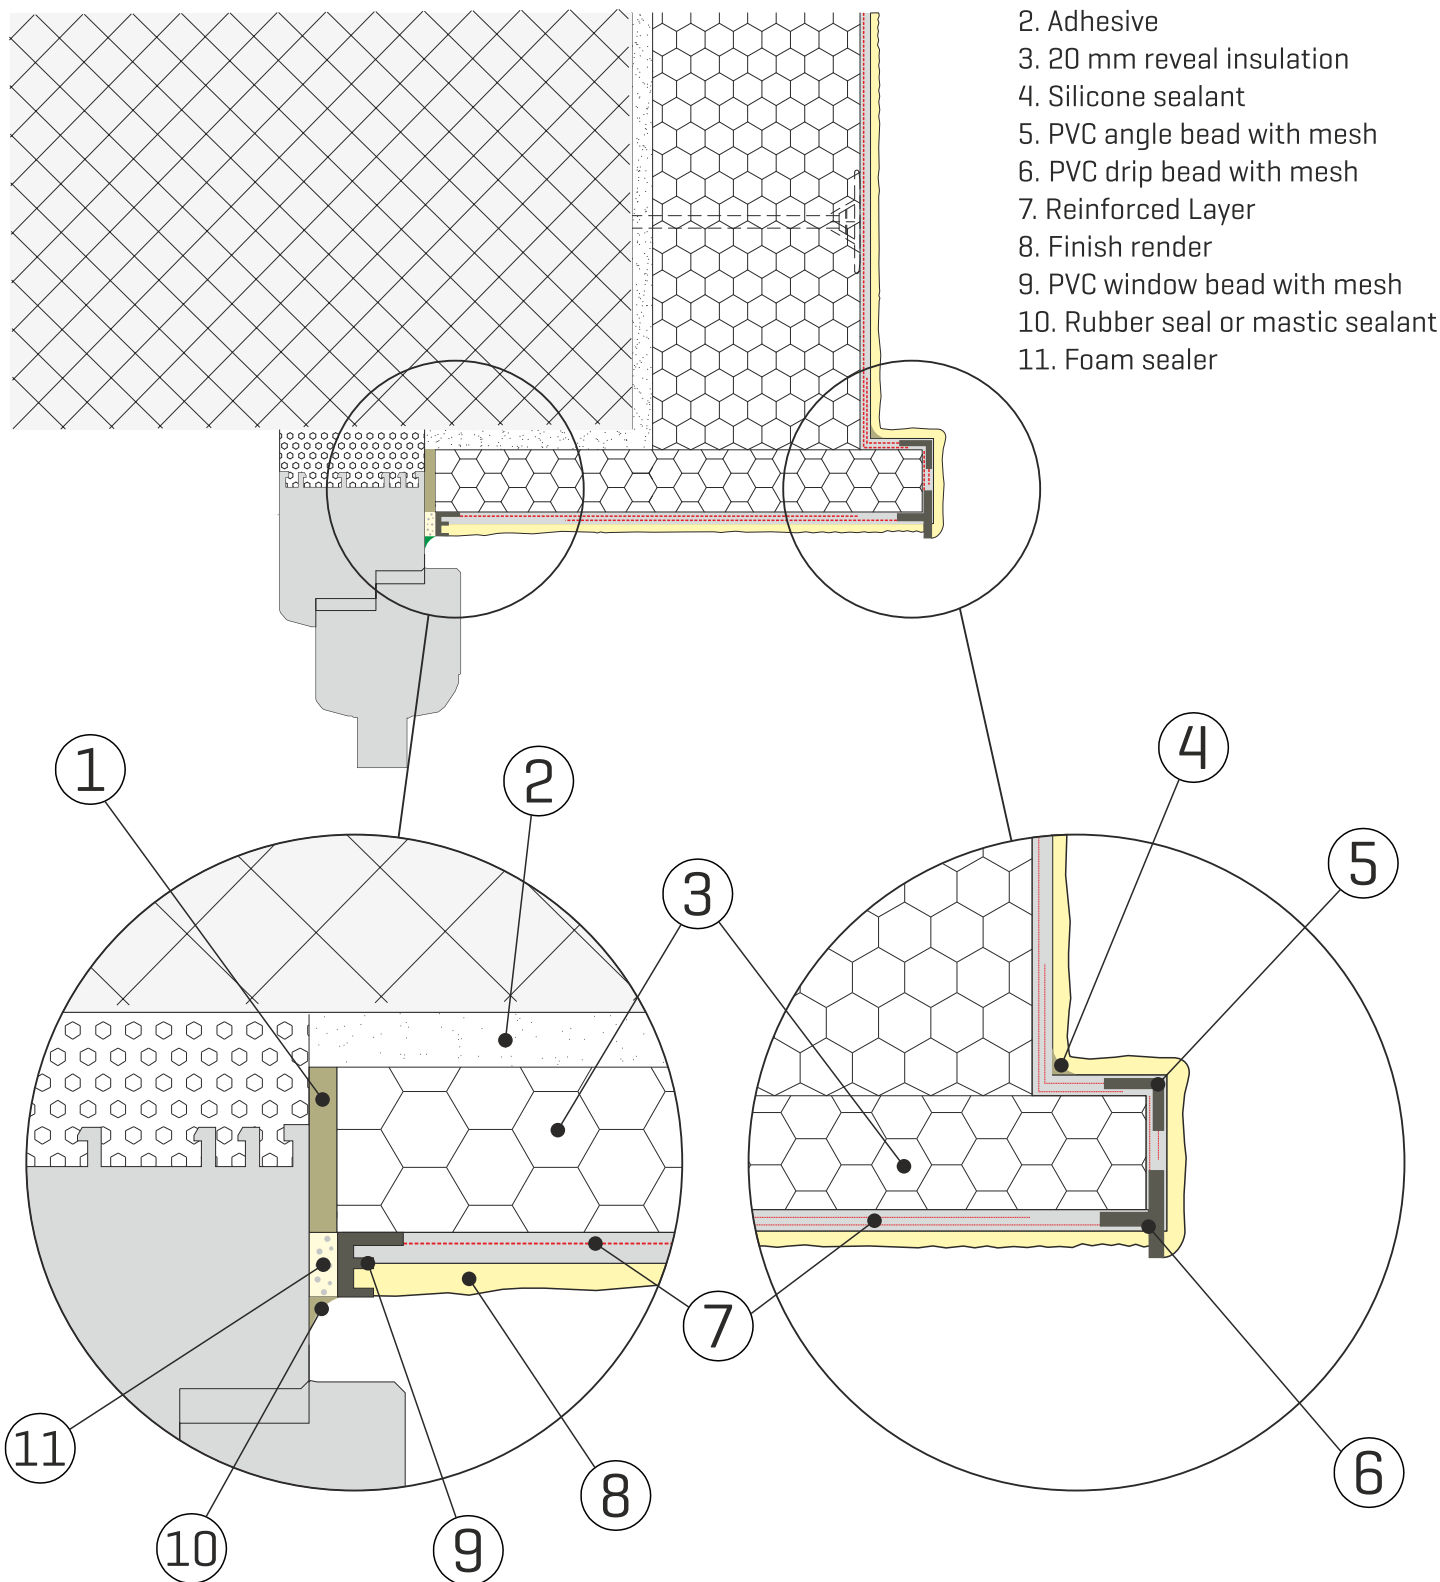 2. Adhesive
3. 20 mm reveal insulation
4. Silicone sealant
5. PVC angle bead with mesh
6. PVC drip bead with mesh
7. Reinforced Layer
8. Finish render
9. PVC window bead with mesh
10. Rubber seal or mastic sealant
11. Foam sealer
1
2
3
4
5
7
11
8
6
10
9